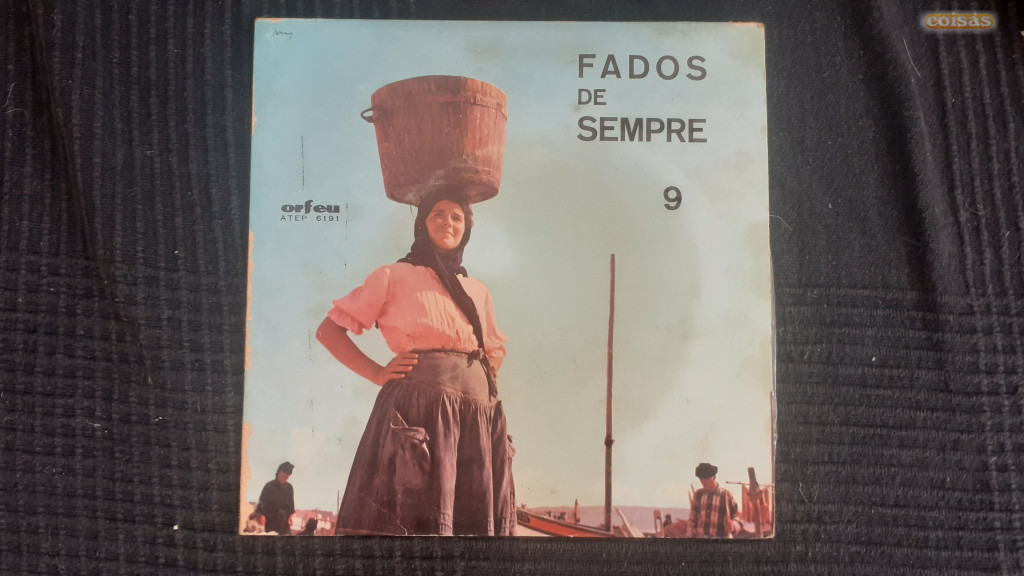 coisas
FADOS
DE
SEMPRE
9
orfeu
ATEP 6191